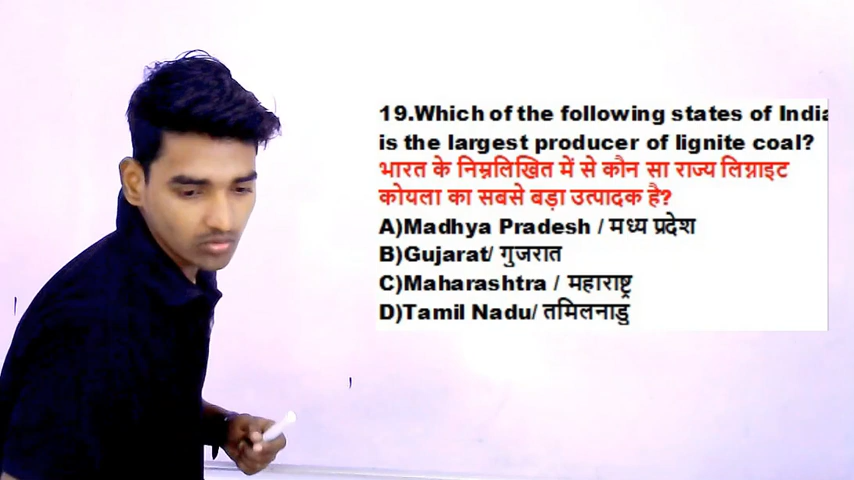 19.Which of the following states of India
is the largest producer of lignite coal?
भारत के निम्नलिखित में से कौन सा राज्य लिग्नाइट
कोयला का सबसे बड़ा उत्पादक है?
A)Madhya Pradesh / मध्य प्रदेश
B)Gujarat/ गुजरात
C)Maharashtra / महाराष्ट्र
D)Tamil Nadu/ तमिलनाडु